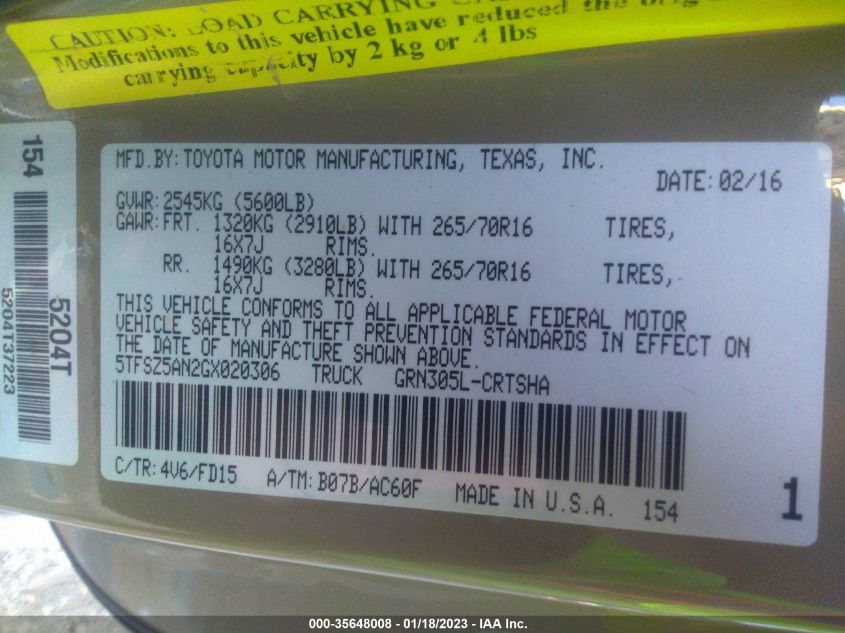 CAUTION: LOAD CARRYING
Modifications to this vehicle have reduced the
carrying capacity by 2 kg or 4 lbs
154
5204T
5204T37223
MFD.BY: TOYOTA MOTOR MANUFACTURING, TEXAS, INC.
DATE: 02/16
GVWR: 2545KG (5600LB)
GAWR: FRT. 1320KG (2910LB) WITH 265/70R16 TIRES,
16X7J RIMS.
RR. 1490KG (3280LB) WITH 265/70R16 TIRES,
16X7J RIMS.
THIS VEHICLE CONFORMS TO ALL APPLICABLE FEDERAL MOTOR
VEHICLE SAFETY AND THEFT PREVENTION STANDARDS IN EFFECT ON
THE DATE OF MANUFACTURE SHOWN ABOVE.
5TFSZ5AN2GX020306 TRUCK GRN305L-CRTSHA
C/TR: 4V6/FD15 A/TM: B07B/AC60F MADE IN U.S.A. 154
1
000-35648008 - 01/18/2023 - IAA Inc.